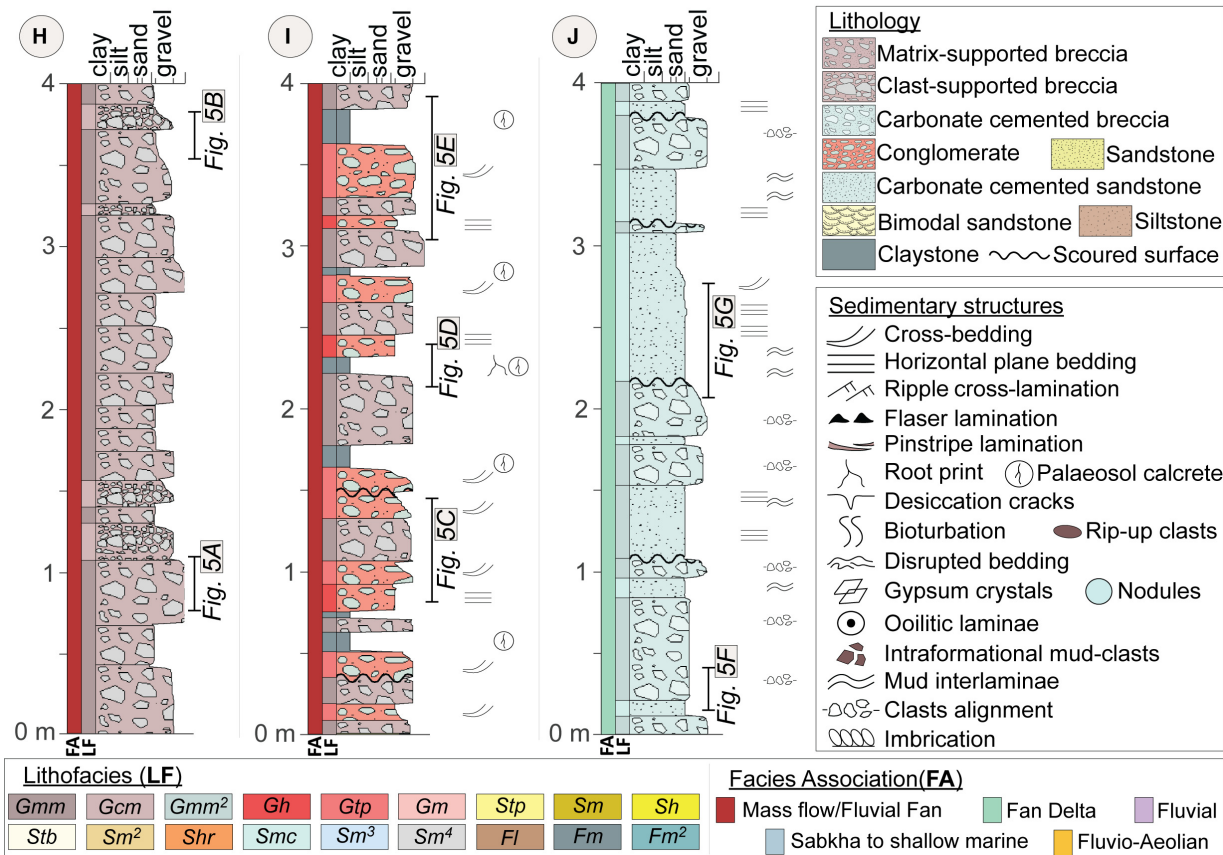 H
clay
silt
sand
gravel
4
3
2
1
0 m
FA
LF
Fig. 5B
Fig. 5A
I
clay
silt
sand
gravel
4
3
2
1
0 m
FA
LF
Fig. 5E
Fig. 5D
Fig. 5C
J
clay
silt
sand
gravel
4
3
2
1
0 m
FA
LF
Fig. 5G
Fig. 5F
Lithology
Matrix-supported breccia
Clast-supported breccia
Carbonate cemented breccia
Conglomerate Sandstone
Carbonate cemented sandstone
Bimodal sandstone Siltstone
Claystone Scoured surface
Sedimentary structures
Cross-bedding
Horizontal plane bedding
Ripple cross-lamination
Flaser lamination
Pinstripe lamination
Root print Palaeosol calcrete
Desiccation cracks
Bioturbation Rip-up clasts
Disrupted bedding
Gypsum crystals Nodules
Ooilitic laminae
Intraformational mud-clasts
Mud interlaminae
Clasts alignment
Imbrication
Lithofacies (LF)
Gmm Gcm Gmm² Gh Gtp Gm Stp Sm Sh
Stb Sm² Shr Smc Sm³ Sm⁴ Fl Fm Fm²
Facies Association(FA)
Mass flow/Fluvial Fan Fan Delta Fluvial
Sabkha to shallow marine Fluvio-Aeolian